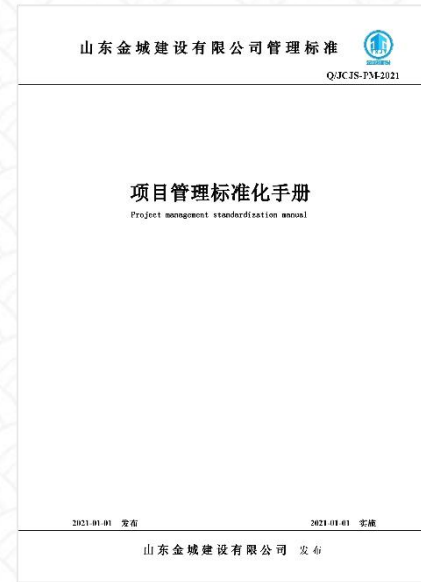 山东金城建设有限公司管理标准
Q/JCJS-PM-2021
项目管理标准化手册
Project management standardization manual
2021-01-01 发布
2021-01-01 实施
山东金城建设有限公司 发布